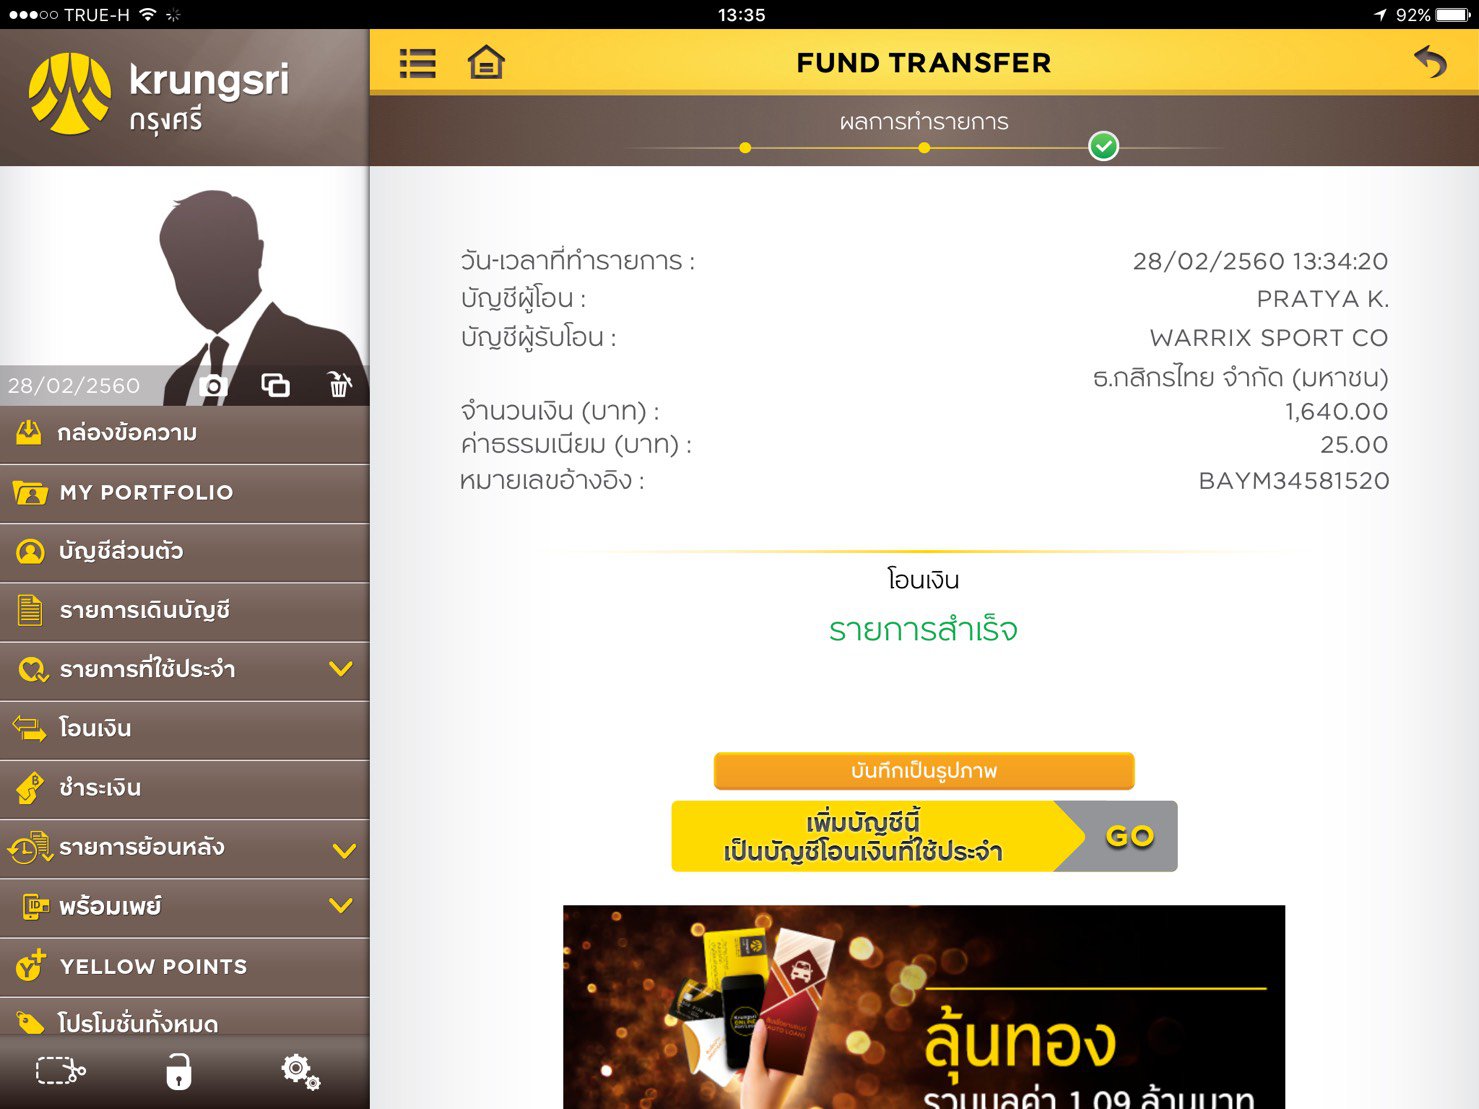 TRUE-H
13:35
92%
krungsri
กรุงศรี
FUND TRANSFER
ผลการทำรายการ
28/02/2560
กล่องข้อความ
MY PORTFOLIO
บัญชีส่วนตัว
รายการเดินบัญชี
รายการที่ใช้ประจำ
โอนเงิน
ชำระเงิน
รายการย้อนหลัง
พร้อมเพย์
YELLOW POINTS
โปรโมชั่นทั้งหมด
วัน-เวลาที่ทำรายการ : 28/02/2560 13:34:20
บัญชีผู้โอน : PRATYA K.
บัญชีผู้รับโอน : WARRIX SPORT CO
ธ.กสิกรไทย จำกัด (มหาชน)
จำนวนเงิน (บาท) : 1,640.00
ค่าธรรมเนียม (บาท) : 25.00
หมายเลขอ้างอิง : BAYM34581520
โอนเงิน
รายการสำเร็จ
บันทึกเป็นรูปภาพ
เพิ่มบัญชีนี้
เป็นบัญชีโอนเงินที่ใช้ประจำ
GO
ลุ้นทอง
รวมมูลค่า 1.09 ล้านบาท